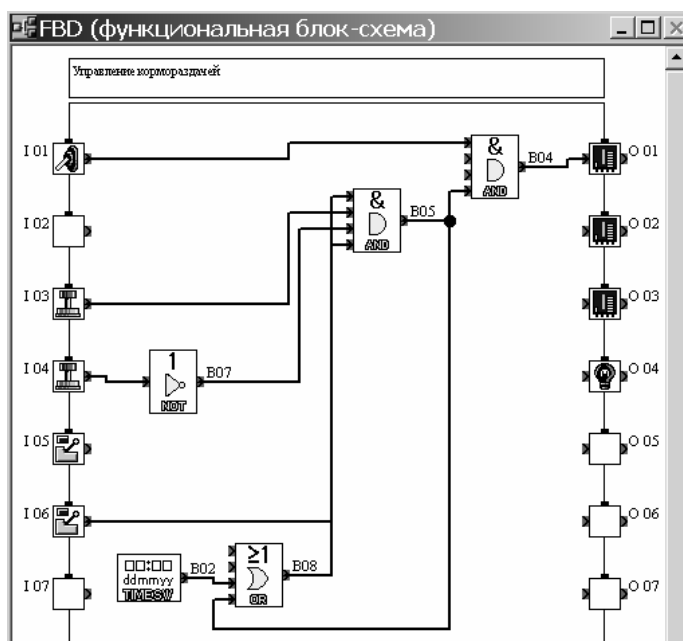 FBD (функциональная блок-схема)
Управление кормораздачей
I 01
&
AND
B04
O 01
I 02
&
AND
B05
O 02
I 03
O 03
I 04
1
NOT
B07
O 04
I 05
O 05
I 06
O 06
I 07
00:00
ddmmyy
TIMESW
B02
≥1
OR
B08
O 07